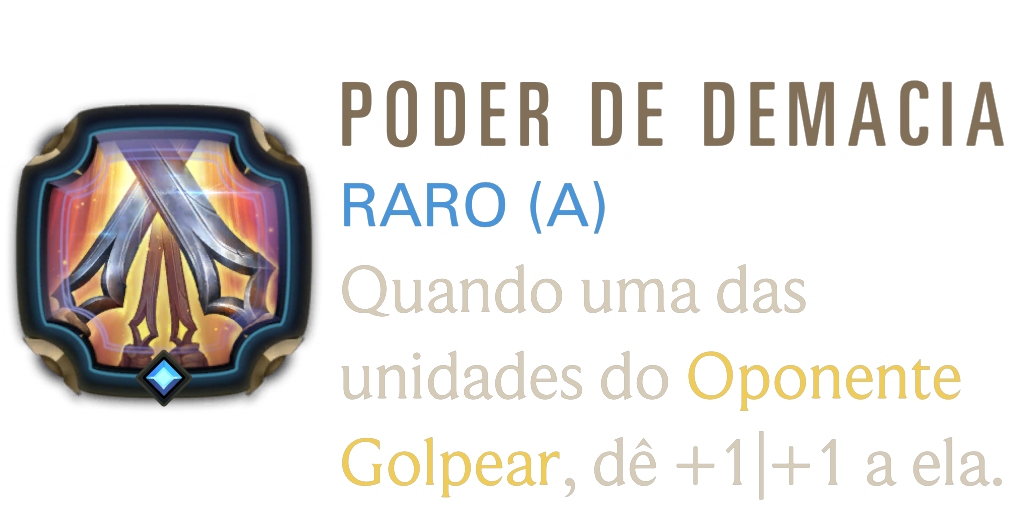 PODER DE DEMACIA
RARO (A)
Quando uma das
unidades do Oponente
Golpear, dê +1|+1 a ela.